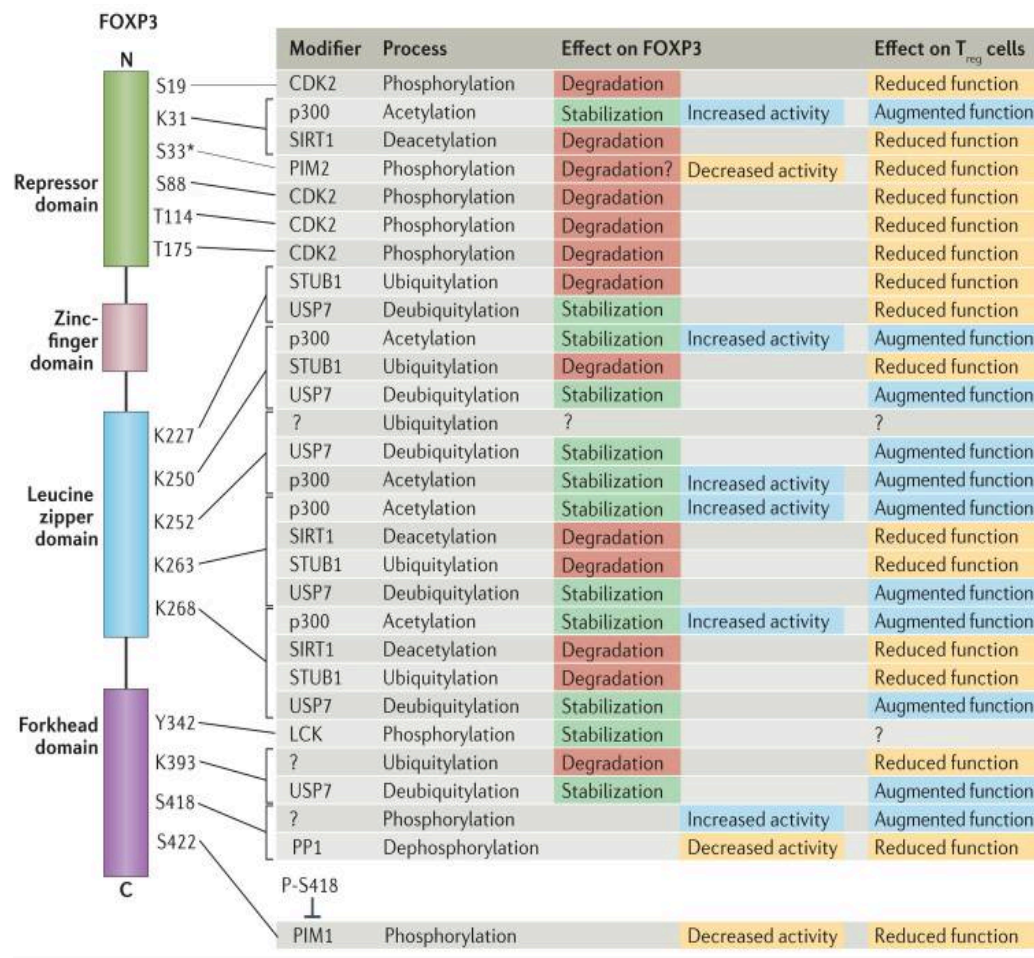 FOXP3
N
S19
K31
S33*
S88
T114
T175
Repressor
domain
Zinc-
finger
domain
K227
K250
K252
K263
K268
Leucine
zipper
domain
Y342
K393
S418
S422
Forkhead
domain
C
Modifier Process Effect on FOXP3 Effect on Treg cells
CDK2 Phosphorylation Degradation Reduced function
p300 Acetylation Stabilization Increased activity Augmented function
SIRT1 Deacetylation Degradation Reduced function
PIM2 Phosphorylation Degradation? Decreased activity Reduced function
CDK2 Phosphorylation Degradation Reduced function
CDK2 Phosphorylation Degradation Reduced function
CDK2 Phosphorylation Degradation Reduced function
STUB1 Ubiquitylation Degradation Reduced function
USP7 Deubiquitylation Stabilization Reduced function
p300 Acetylation Stabilization Increased activity Augmented function
STUB1 Ubiquitylation Degradation Reduced function
USP7 Deubiquitylation Stabilization Augmented function
? Ubiquitylation ? ?
USP7 Deubiquitylation Stabilization Augmented function
p300 Acetylation Stabilization Increased activity Augmented function
p300 Acetylation Stabilization Increased activity Augmented function
SIRT1 Deacetylation Degradation Reduced function
STUB1 Ubiquitylation Degradation Reduced function
USP7 Deubiquitylation Stabilization Augmented function
p300 Acetylation Stabilization Increased activity Augmented function
SIRT1 Deacetylation Degradation Reduced function
STUB1 Ubiquitylation Degradation Reduced function
USP7 Deubiquitylation Stabilization Augmented function
LCK Phosphorylation Stabilization ?
? Ubiquitylation Degradation Reduced function
USP7 Deubiquitylation Stabilization Augmented function
? Phosphorylation Increased activity Augmented function
PP1 Dephosphorylation Decreased activity Reduced function
P-S418
PIM1 Phosphorylation Decreased activity Reduced function